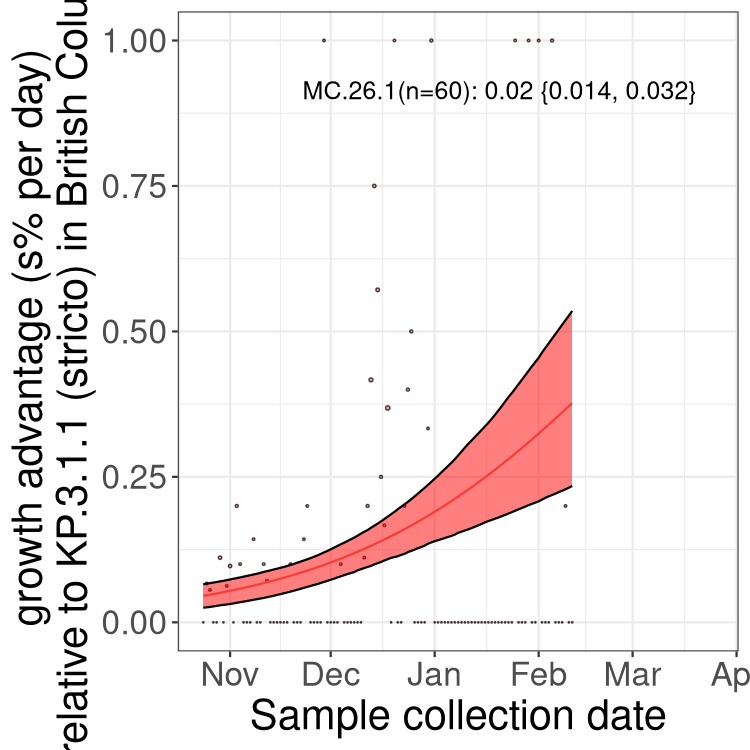 growth advantage (s% per day)
relative to KP.3.1.1 (stricto) in British Colu
1.00
0.75
0.50
0.25
0.00
MC.26.1(n=60): 0.02 {0.014, 0.032}
Nov Dec Jan Feb Mar Ap
Sample collection date